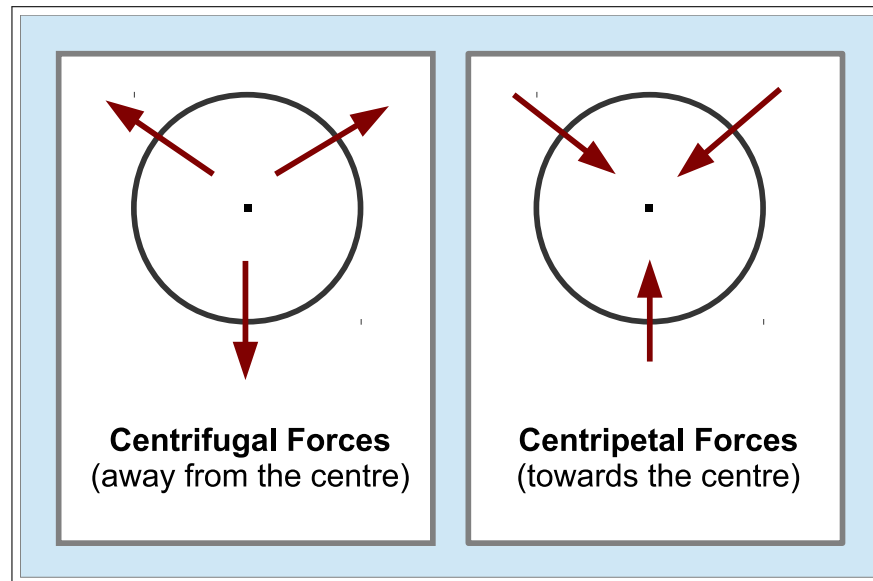 Centrifugal Forces
(away from the centre)
Centripetal Forces
(towards the centre)